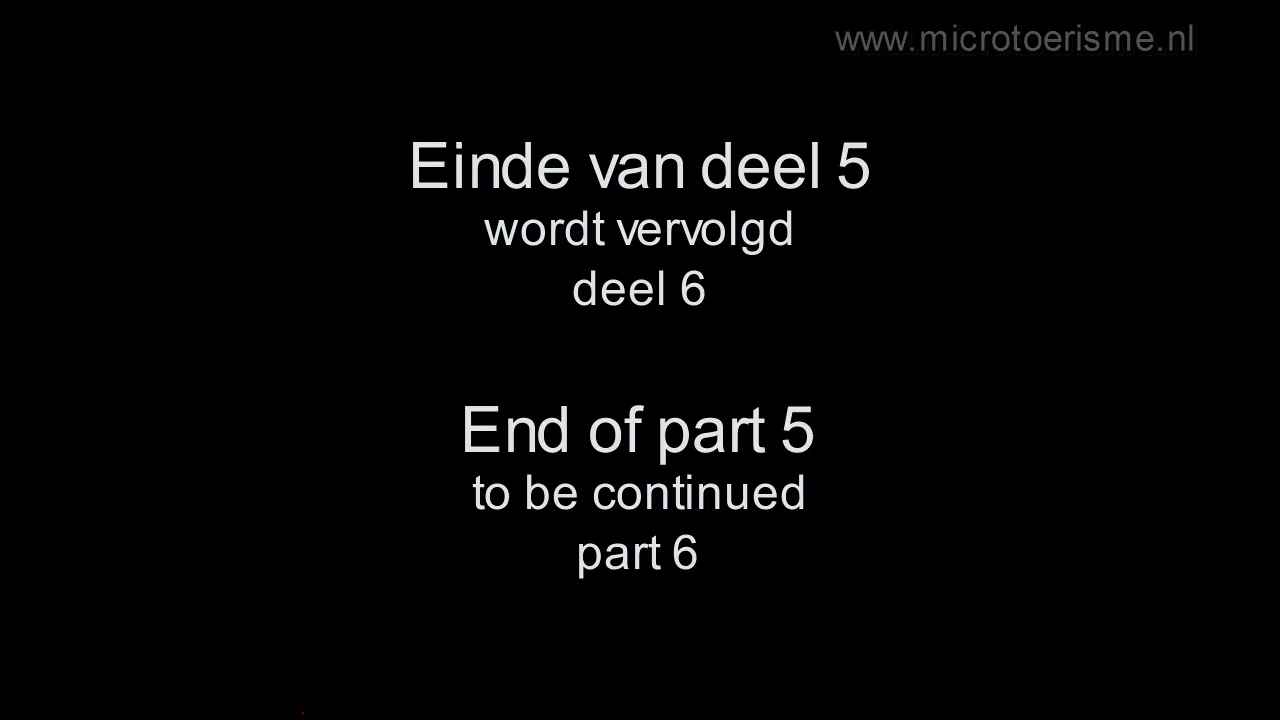 www.microtoerisme.nl
Einde van deel 5
wordt vervolgd
deel 6
End of part 5
to be continued
part 6